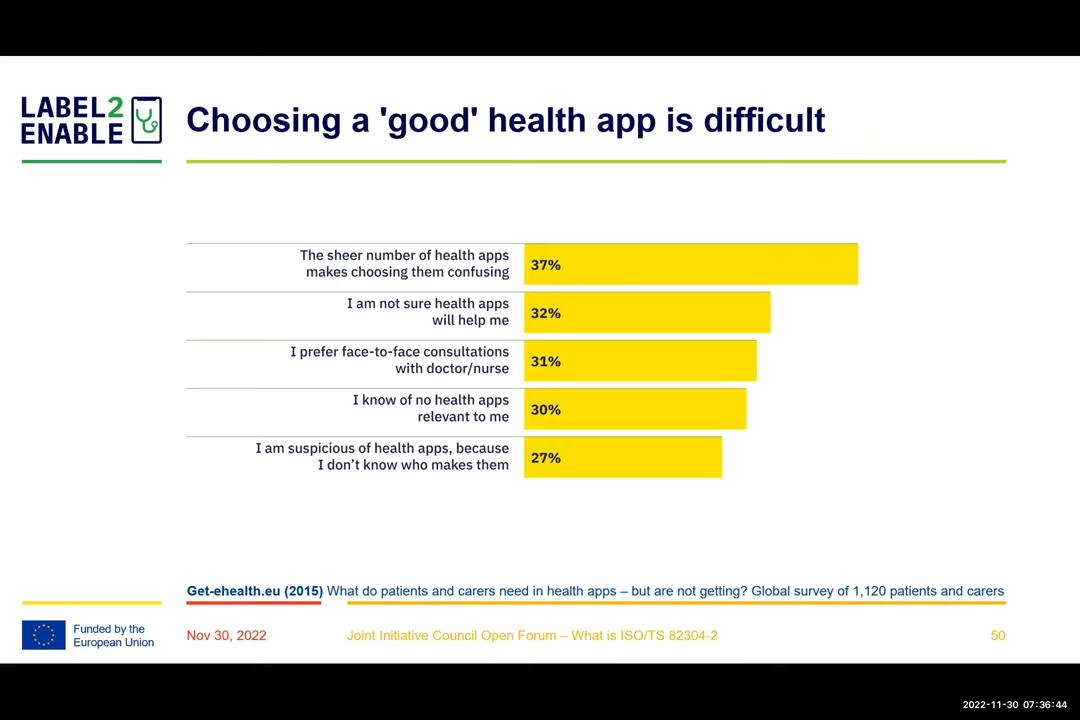 LABEL2
ENABLE
Choosing a 'good' health app is difficult
The sheer number of health apps
makes choosing them confusing
37%
I am not sure health apps
will help me
32%
I prefer face-to-face consultations
with doctor/nurse
31%
I know of no health apps
relevant to me
30%
I am suspicious of health apps, because
I don’t know who makes them
27%
Get-ehealth.eu (2015) What do patients and carers need in health apps – but are not getting? Global survey of 1,120 patients and carers
Funded by the
European Union
Nov 30, 2022
Joint Initiative Council Open Forum – What is ISO/TS 82304-2
50
2022-11-30 07:36:44